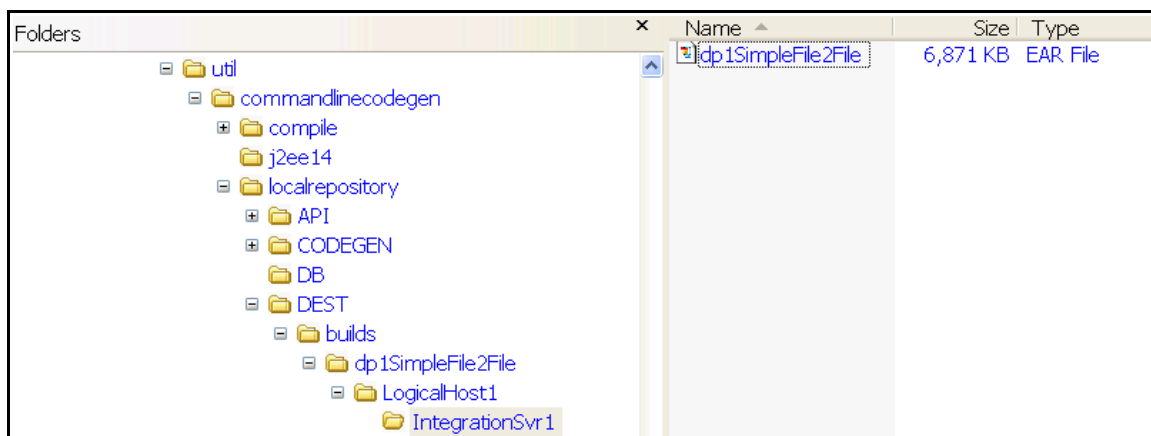 Folders
×
Name Size Type
dp1SimpleFile2File 6,871 KB EAR File
util
commandlinecodegen
compile
j2ee14
localrepository
API
CODEGEN
DB
DEST
builds
dp1SimpleFile2File
LogicalHost1
IntegrationSvr1